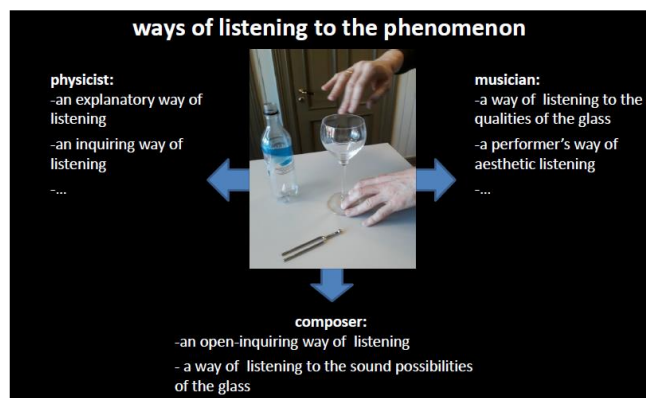 ways of listening to the phenomenon
physicist:
-an explanatory way of
listening
-an inquiring way of
listening
-...
musician:
-a way of  listening to the
qualities of the glass
-a performer's way of
aesthetic listening
-...
composer:
-an open-inquiring way of  listening
- a way of  listening to the sound possibilities
of the glass